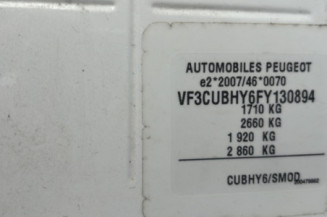 AUTOMOBILES PEUGEOT
e2*2007/46*0070
VF3CUBHY6FY130894
1710 KG
2660 KG
1 920 KG
2 860 KG
CUBHY6/SMOD